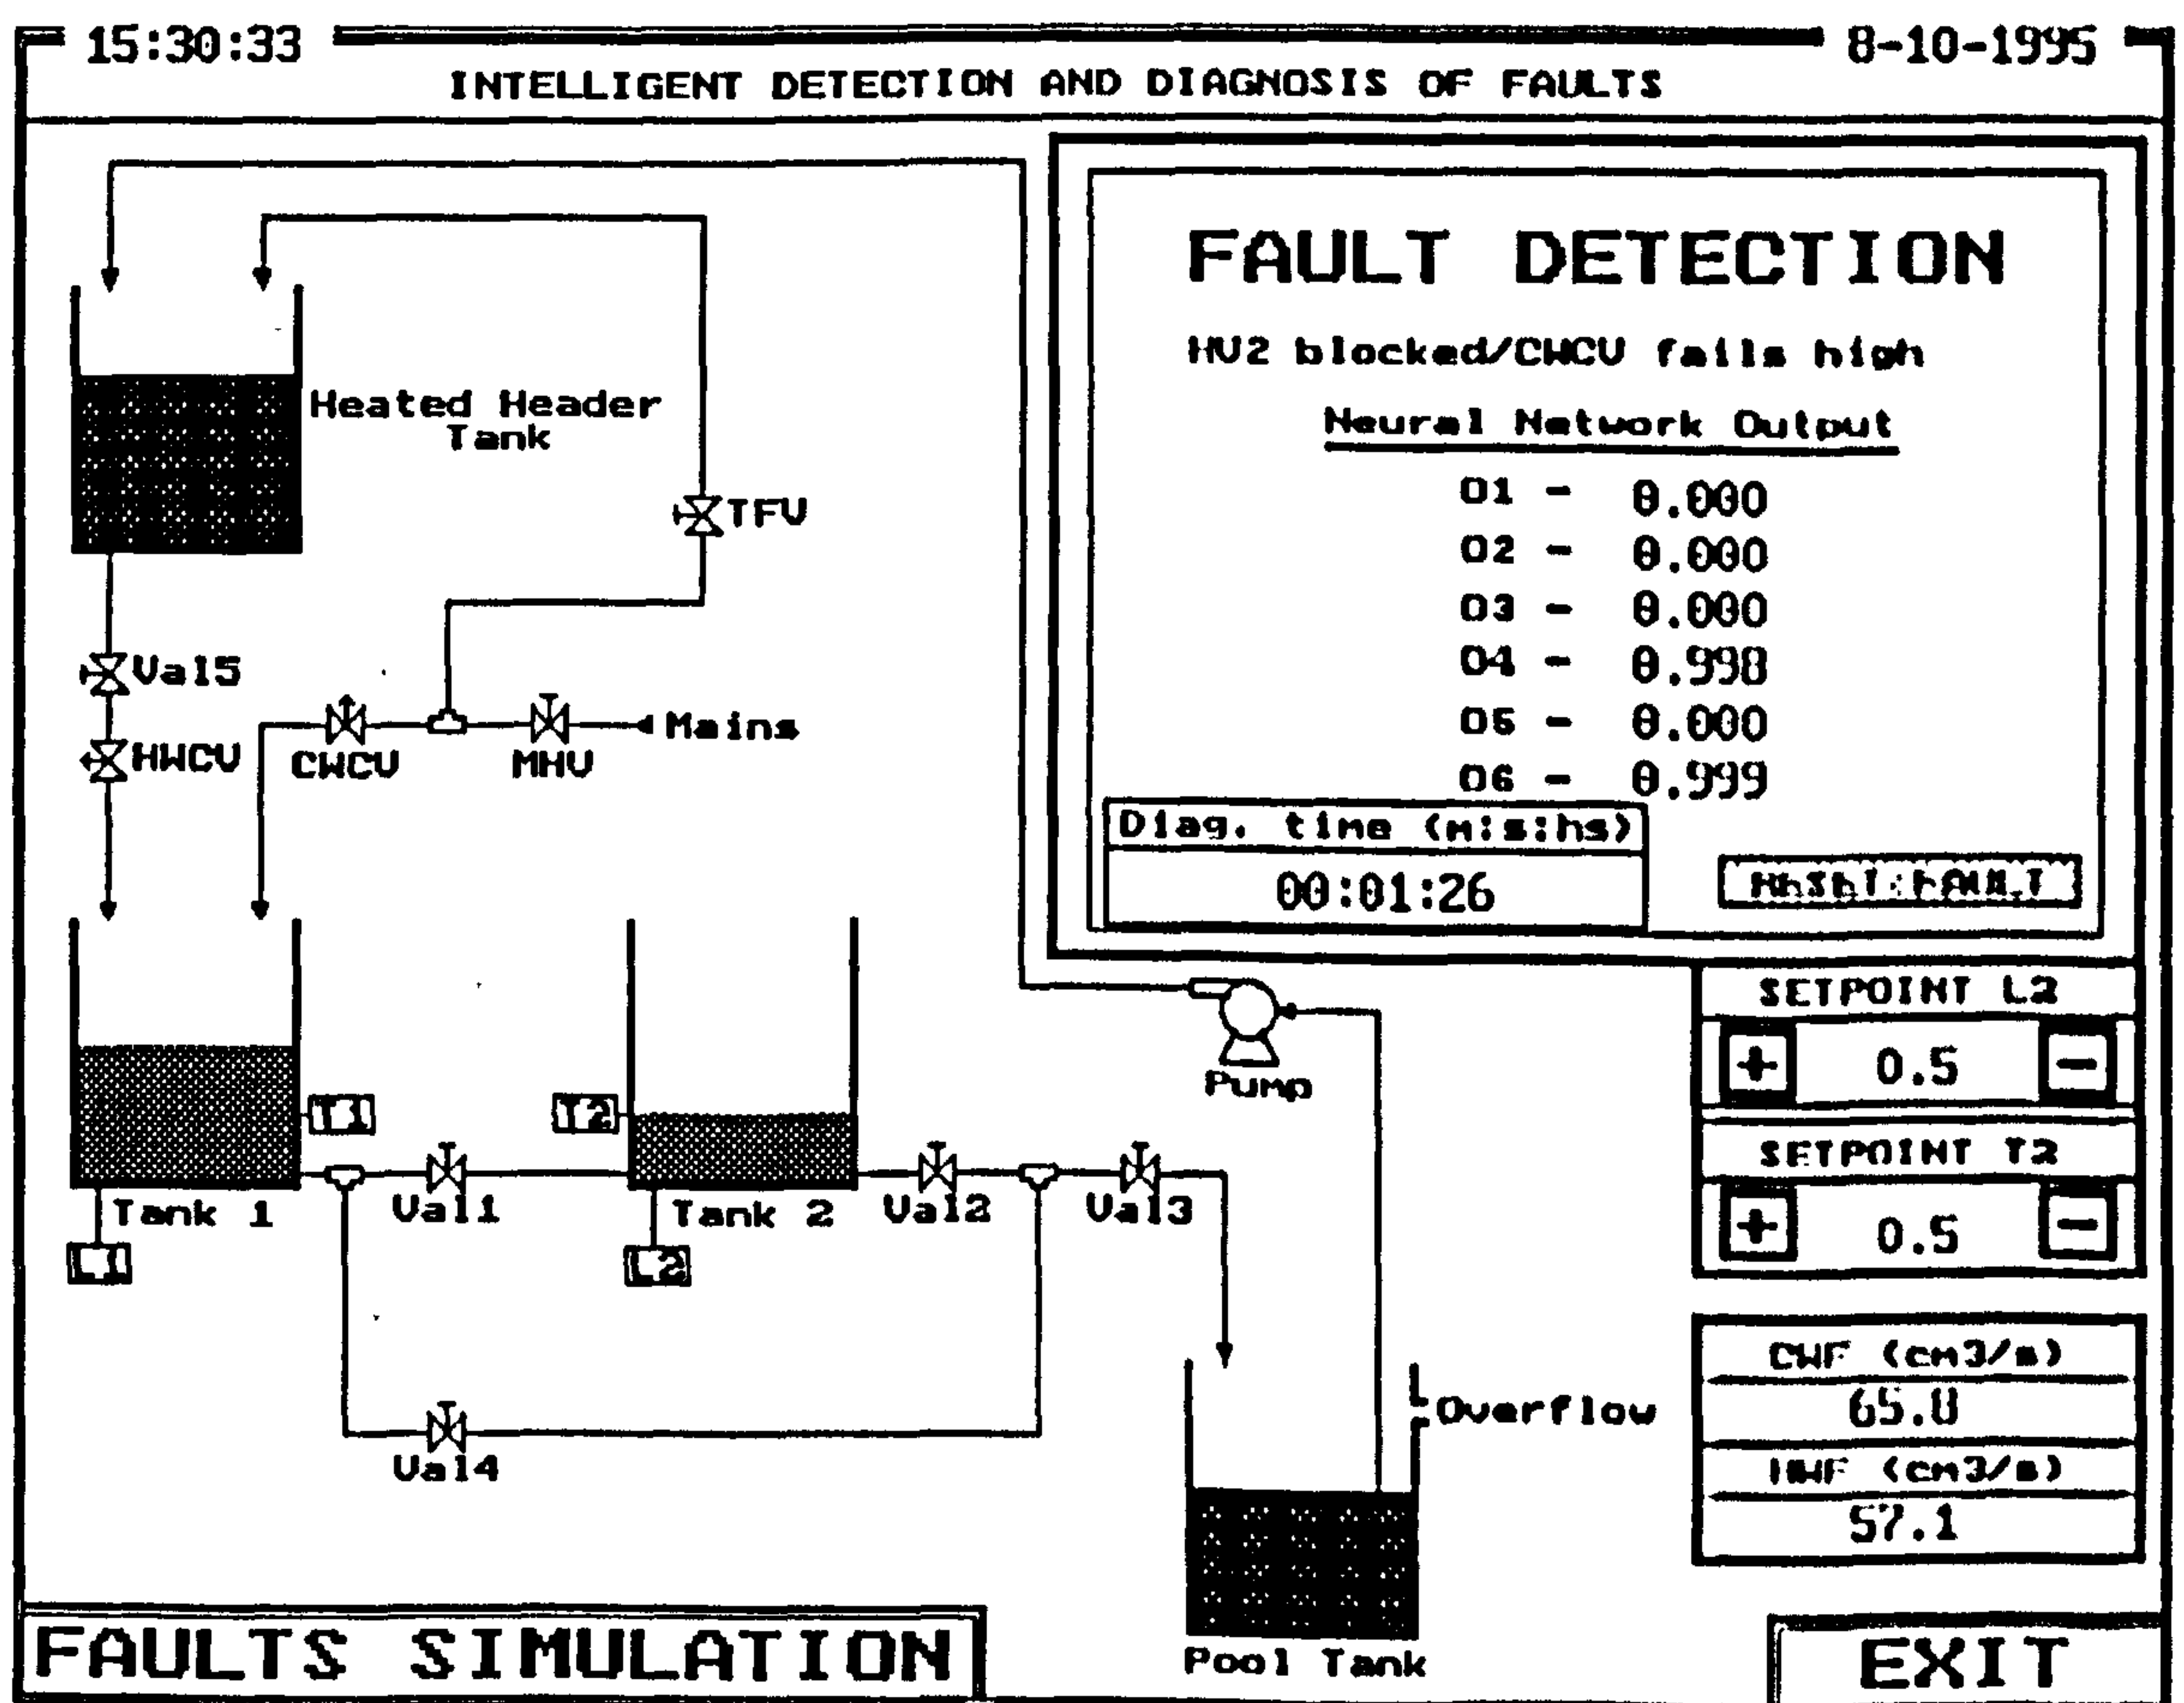 15:30:33
8-10-1995
INTELLIGENT DETECTION AND DIAGNOSIS OF FAULTS
FAULT DETECTION
HV2 blocked/CWCV fails high
Neural Network Output
O1 - 0.000
O2 - 0.000
O3 - 0.000
O4 - 0.998
O5 - 0.000
O6 - 0.999
Diag. time (m:s:hs)
00:01:26
FAULT
Heated Header
Tank
TFV
Val5
HWCV
CWCV
MHV
Mains
T1
T2
Tank 1
Val1
Tank 2
Val2
Val3
L1
L2
Val4
Pump
Overflow
Pool Tank
SETPOINT L2
+ 0.5 -
SETPOINT T2
+ 0.5 -
CWF (cm3/s)
65.8
HWF (cm3/s)
57.1
FAULTS SIMULATION
EXIT